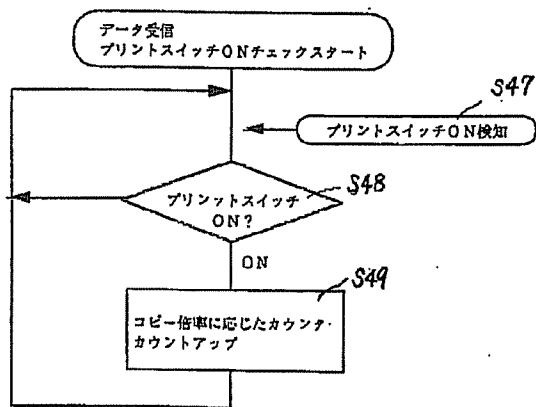 データ受信
プリントスイッチONチェックスタート
S47
プリントスイッチON検知
S48
プリンットスイッチ
ON?
ON
S49
コピー倍率に応じたカウンタ・
カウントアップ